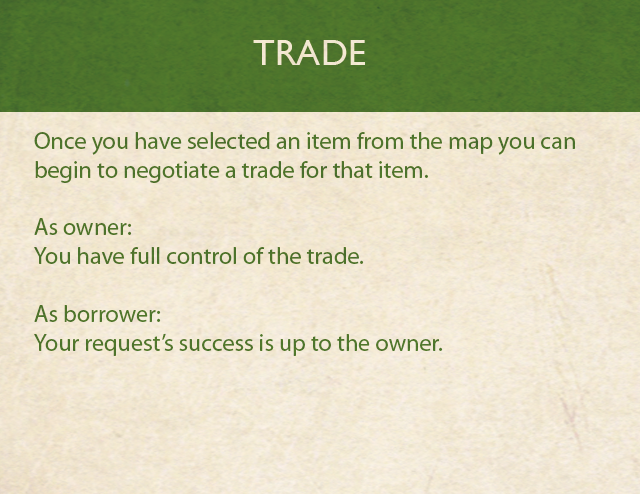 TRADE
Once you have selected an item from the map you can
begin to negotiate a trade for that item.
As owner:
You have full control of the trade.
As borrower:
Your request’s success is up to the owner.